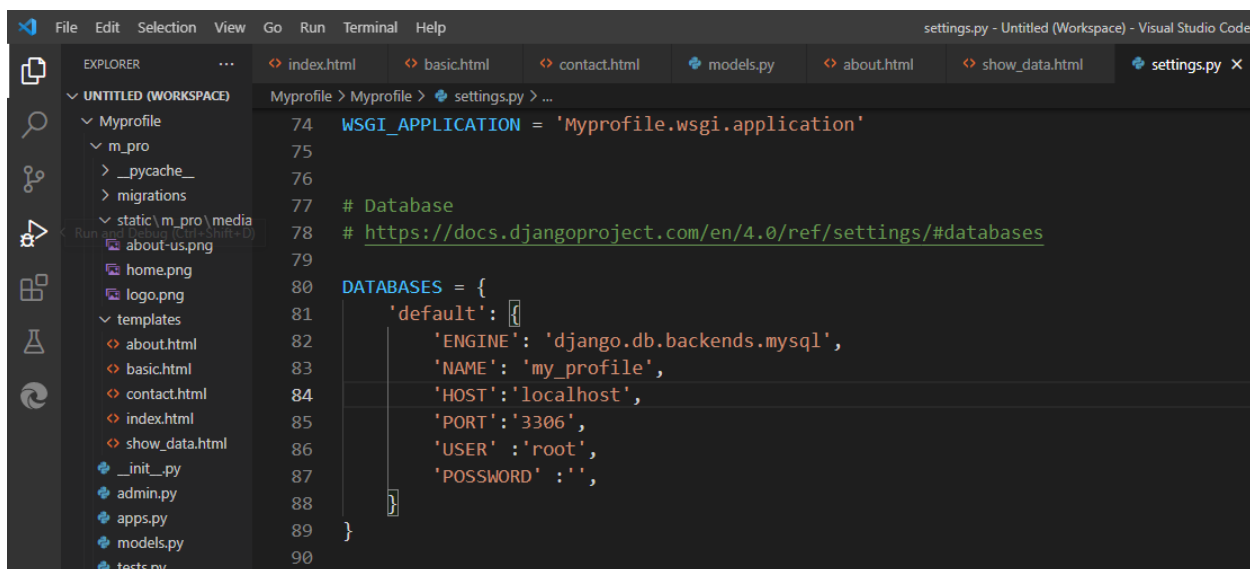 File Edit Selection View Go Run Terminal Help settings.py - Untitled (Workspace) - Visual Studio Code
EXPLORER ...
index.html basic.html contact.html models.py about.html show_data.html settings.py
UNTITLED (WORKSPACE)
Myprofile
m_pro
__pycache__
migrations
static\m_pro\media
Run and Debug (Ctrl+Shift+D)
about-us.png
home.png
logo.png
templates
about.html
basic.html
contact.html
index.html
show_data.html
__init__.py
admin.py
apps.py
models.py
tests.py
Myprofile > Myprofile > settings.py > ...
74 WSGI_APPLICATION = 'Myprofile.wsgi.application'
75
76
77 # Database
78 # https://docs.djangoproject.com/en/4.0/ref/settings/#databases
79
80 DATABASES = {
81 'default': {
82 'ENGINE': 'django.db.backends.mysql',
83 'NAME': 'my_profile',
84 'HOST':'localhost',
85 'PORT':'3306',
86 'USER' :'root',
87 'POSSWORD' :'',
88 }
89 }
90